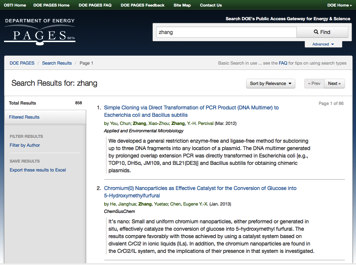 OSTI Home | DOE PAGES Home | DOE PAGES FAQ | DOE PAGES Feedback | Site Map | Contact Us
DOE Home
DEPARTMENT OF ENERGY
PAGES
BETA
Search DOE's Public Access Gateway for Energy & Science
zhang
Find
Advanced
DOE PAGES | Search Results | Page 1
Basic Search in use ... see the FAQ for tips on using search types
Search Results for: zhang
Sort by Relevance
« Prev Next »
Total Results
Filtered Results
FILTER RESULTS
Filter by Author
SAVE RESULTS
Export these results to Excel
1. Simple Cloning via Direct Transformation of PCR Product (DNA Multimer) to
Escherichia coli and Bacillus subtilis
by You, Chun; Zhang, Xiao-Zhou; Zhang, Y.-H. Percival (Mar. 2012)
Applied and Environmental Microbiology
We developed a general restriction enzyme-free and ligase-free method for subcloning
up to three DNA fragments into any location of a plasmid. The DNA multimer generated
by prolonged overlap extension PCR was directly transformed in Escherichia coli [e.g.,
TOP10, DH5α, JM109, and BL21(DE3)] and Bacillus subtilis for obtaining chimeric
plasmids.
2. Chromium(0) Nanoparticles as Effective Catalyst for the Conversion of Glucose into
5-Hydroxymethylfurfural
by He, Jianghua; Zhang, Yuetao; Chen, Eugene Y.-X. (Jan. 2013)
ChemSusChem
It's nano: Small and uniform chromium nanoparticles, either preformed or generated in
situ, effectively catalyze the conversion of glucose into 5-hydroxymethyl furfural. The
results compare favorably with those achieved by using a catalyst system based on
divalent CrCl2 in ionic liquids (ILs). In addition, the chromium nanoparticles are found in
the CrCl2/IL system, and the implications of their presence in that system is investigated.